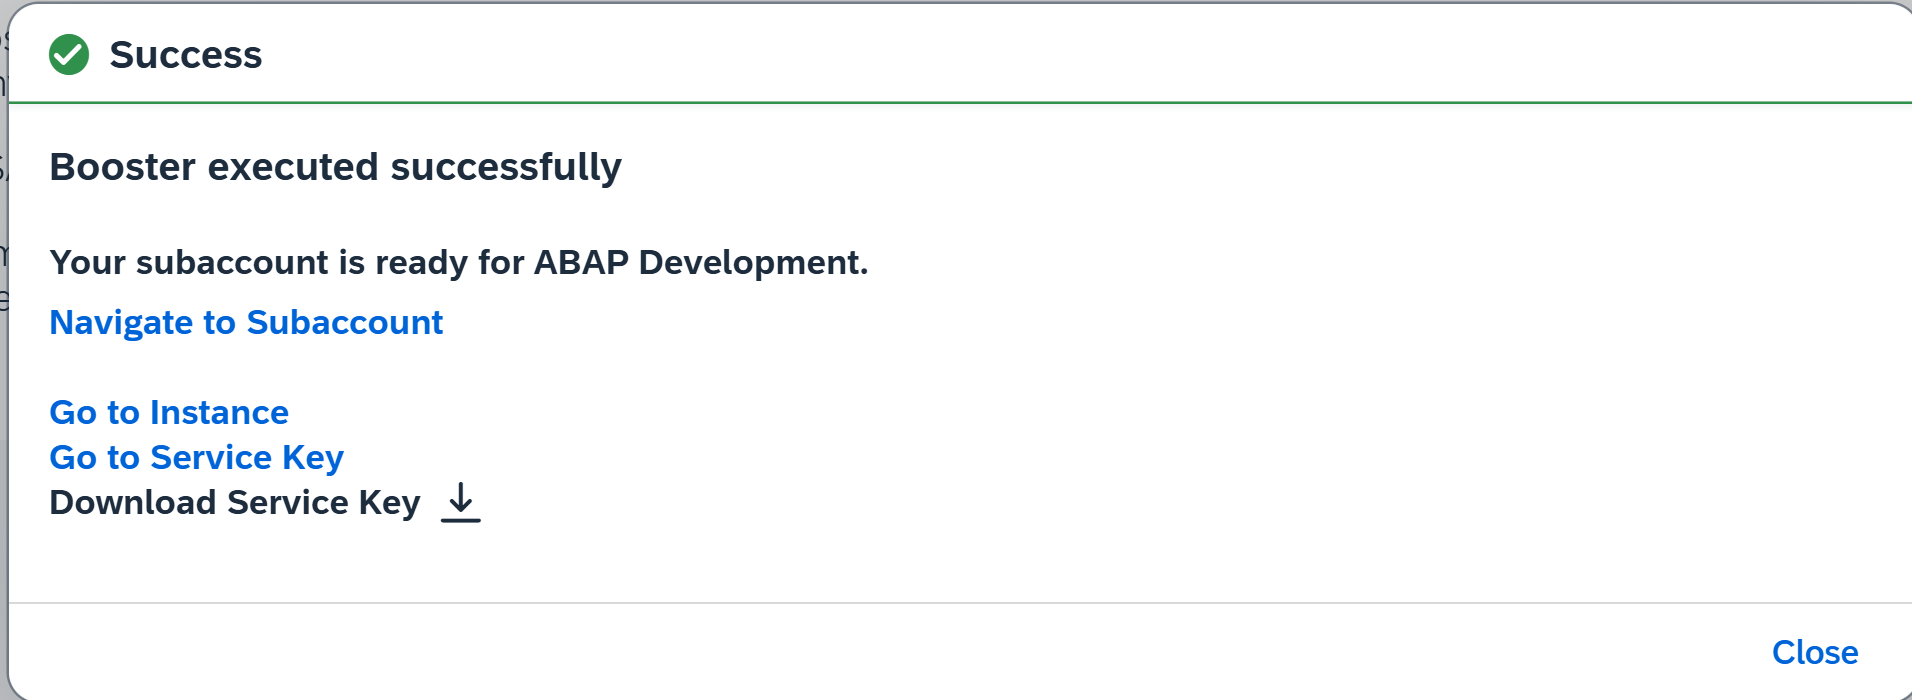 Success
Booster executed successfully
Your subaccount is ready for ABAP Development.
Navigate to Subaccount
Go to Instance
Go to Service Key
Download Service Key
Close